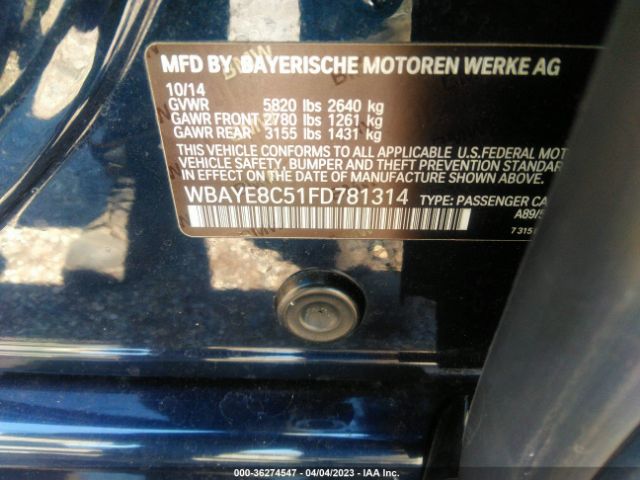 MFD BY BAYERISCHE MOTOREN WERKE AG
10/14
GVWR 5820 lbs 2640 kg
GAWR FRONT 2780 lbs 1261 kg
GAWR REAR 3155 lbs 1431 kg
THIS VEHICLE CONFORMS TO ALL APPLICABLE U.S.FEDERAL MOT
VEHICLE SAFETY, BUMPER AND THEFT PREVENTION STANDARD
IN EFFECT ON THE DATE OF MANUFACTURE SHOWN ABOVE.
WBAYE8C51FD781314 TYPE: PASSENGER CA
A89/5
7315
000-36274547 - 04/04/2023 - IAA Inc.